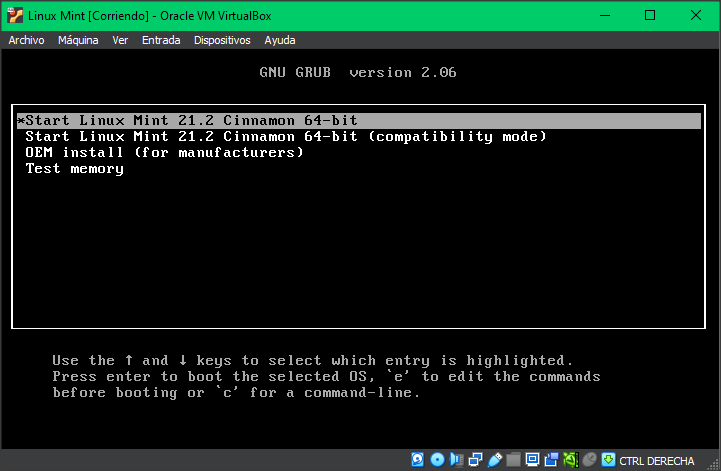 Linux Mint [Corriendo] - Oracle VM VirtualBox
Archivo Máquina Ver Entrada Dispositivos Ayuda
GNU GRUB version 2.06
*Start Linux Mint 21.2 Cinnamon 64-bit
Start Linux Mint 21.2 Cinnamon 64-bit (compatibility mode)
OEM install (for manufacturers)
Test memory
Use the ↑ and ↓ keys to select which entry is highlighted.
Press enter to boot the selected OS, `e' to edit the commands
before booting or `c' for a command-line.
CTRL DERECHA